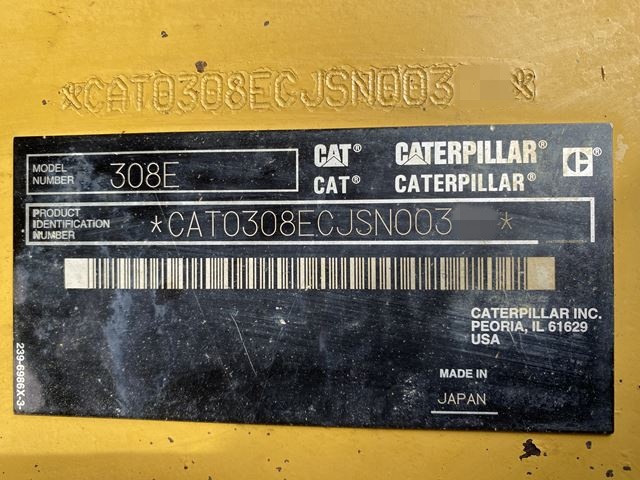 *CAT0308ECJSN003 *
MODEL NUMBER 308E
CAT® CATERPILLAR® C®
CAT® CATERPILLAR®
PRODUCT IDENTIFICATION NUMBER *CAT0308ECJSN003 *
CATERPILLAR INC.
PEORIA, IL 61629
USA
MADE IN
JAPAN
239-6986X-3